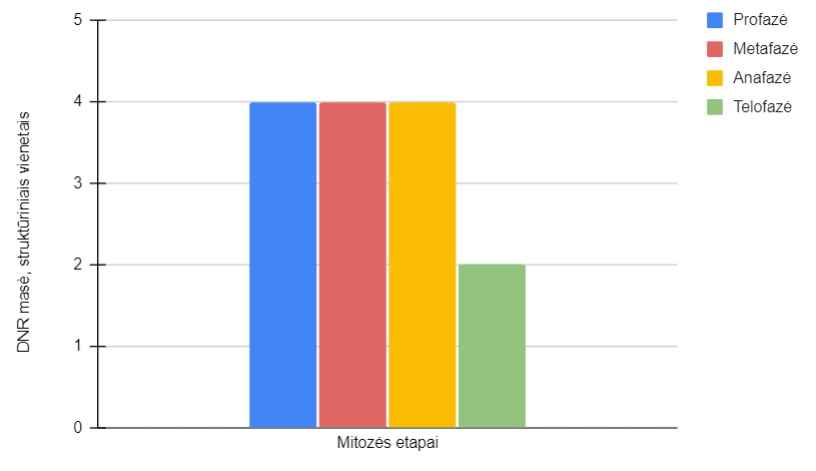 5
4
3
2
1
0
DNR masė, struktūriniais vienetais
Mitozės etapai
Profazė
Metafazė
Anafazė
Telofazė